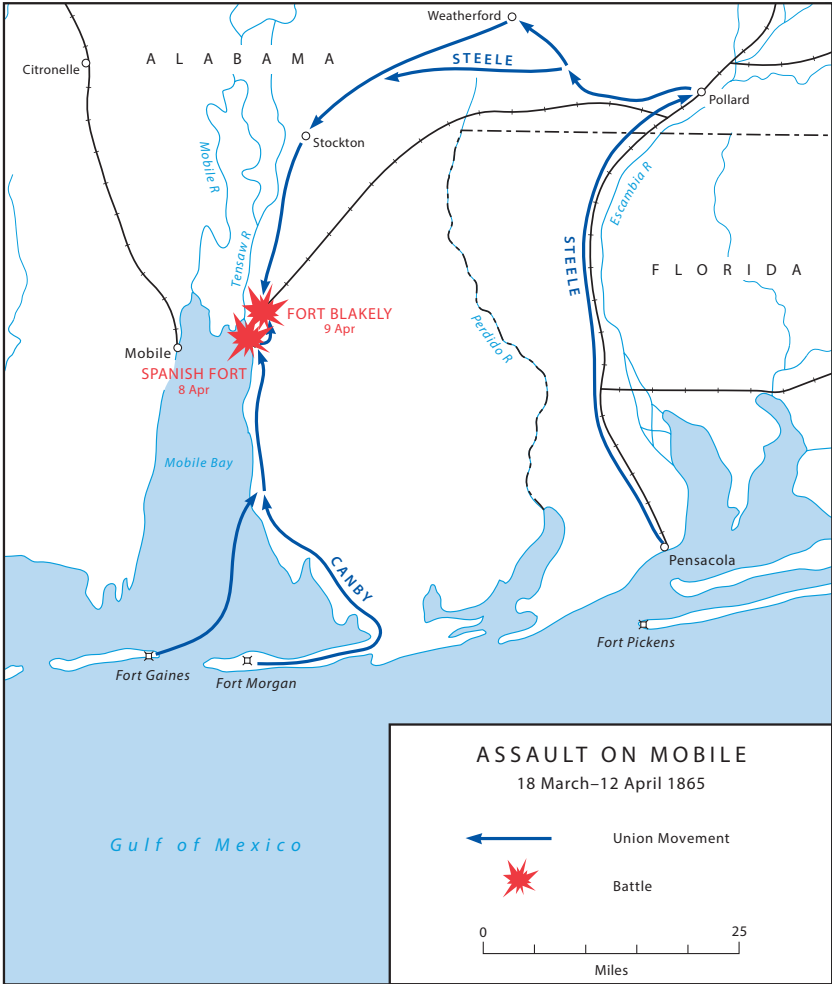 Weatherford
ALABAMA
STEELE
Citronelle
Pollard
Stockton
Mobile R
Escambia R
Tensaw R
STEELE
FLORIDA
FORT BLAKELY
9 Apr
Perdido R
Mobile
SPANISH FORT
8 Apr
Mobile Bay
CANBY
Pensacola
Fort Pickens
Fort Gaines
Fort Morgan
Gulf of Mexico
ASSAULT ON MOBILE
18 March–12 April 1865
Union Movement
Battle
0 25
Miles